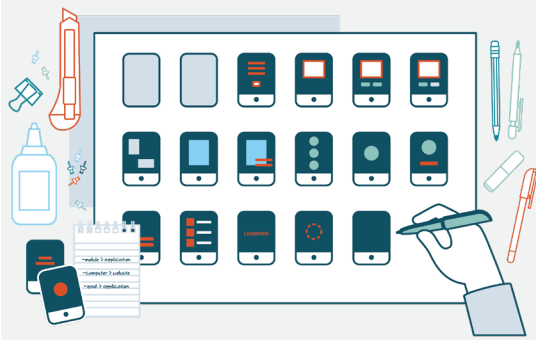 LOADING
-mobile > application
-computer > website
-ipad > application